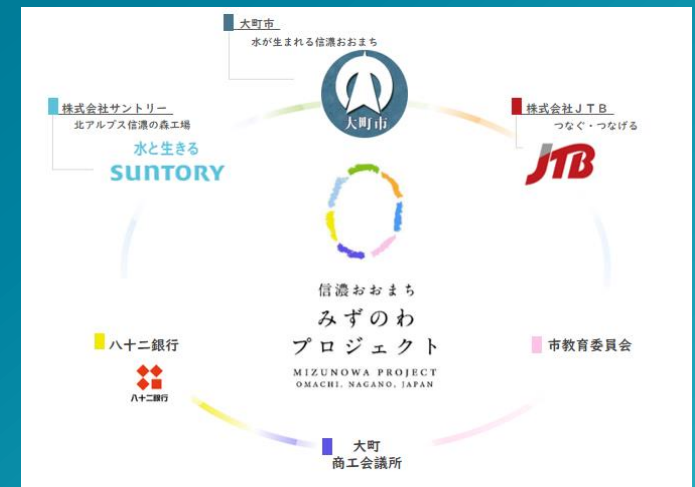 大町市
水が生まれる信濃おおまち
大町市
株式会社サントリー
北アルプス信濃の森工場
水と生きる
SUNTORY
株式会社ＪＴＢ
つなぐ・つなげる
JTB
信濃おおまち
みずのわ
プロジェクト
MIZUNOWA PROJECT
OMACHI, NAGANO, JAPAN
八十二銀行
八十二銀行
市教育委員会
大町
商工会議所